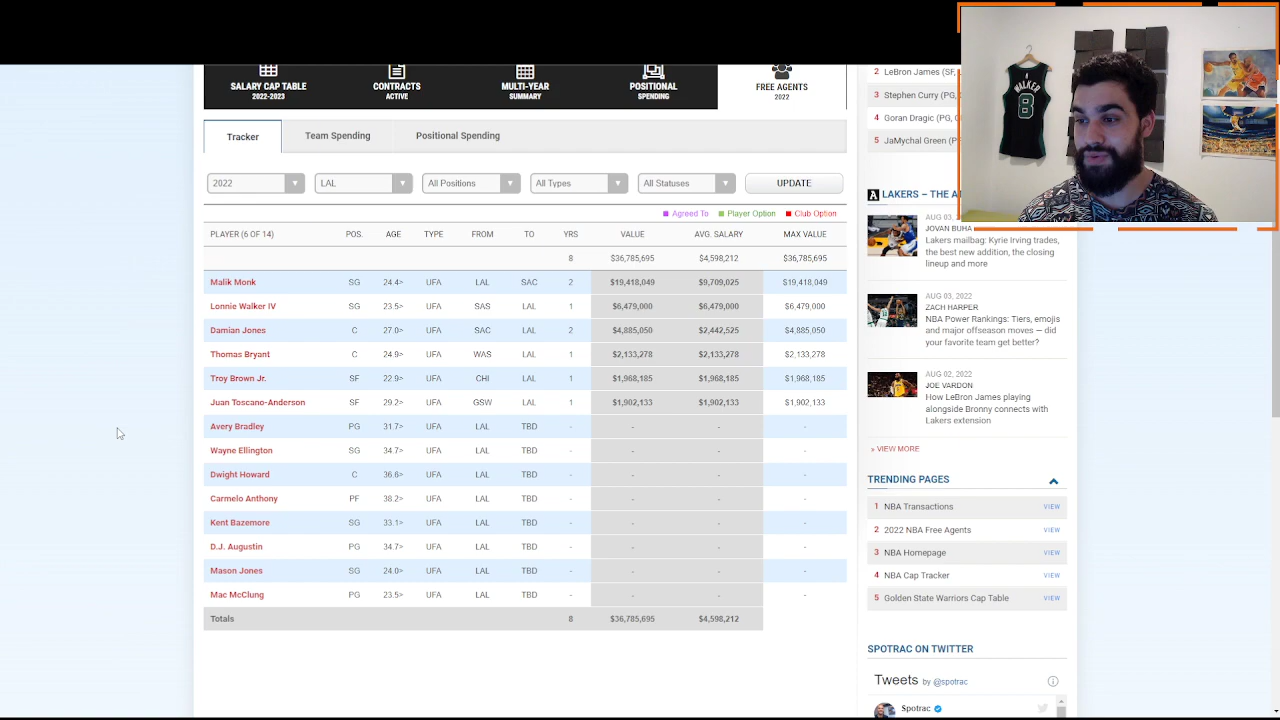 SALARY CAP TABLE
2022-2023
CONTRACTS
ACTIVE
MULTI-YEAR
SUMMARY
POSITIONAL
SPENDING
FREE AGENTS
2022
Tracker Team Spending Positional Spending
2022 LAL All Positions All Types All Statuses UPDATE
Agreed To Player Option Club Option
PLAYER (6 OF 14) POS. AGE TYPE FROM TO YRS VALUE AVG. SALARY MAX VALUE
8 $36,785,695 $4,598,212 $36,785,695
Malik Monk SG 24.4> UFA LAL SAC 2 $19,418,049 $9,709,025 $19,418,049
Lonnie Walker IV SG 23.5> UFA SAS LAL 1 $6,479,000 $6,479,000 $6,479,000
Damian Jones C 27.0> UFA SAC LAL 2 $4,885,050 $2,442,525 $4,885,050
Thomas Bryant C 24.9> UFA WAS LAL 1 $2,133,278 $2,133,278 $2,133,278
Troy Brown Jr. SF 22.9> UFA CHI LAL 1 $1,968,185 $1,968,185 $1,968,185
Juan Toscano-Anderson SF 29.2> UFA GSW LAL 1 $1,902,133 $1,902,133 $1,902,133
Avery Bradley PG 31.7> UFA LAL TBD - - - -
Wayne Ellington SG 34.7> UFA LAL TBD - - - -
Dwight Howard C 36.6> UFA LAL TBD - - - -
Carmelo Anthony PF 38.2> UFA LAL TBD - - - -
Kent Bazemore SG 33.1> UFA LAL TBD - - - -
D.J. Augustin PG 34.7> UFA LAL TBD - - - -
Mason Jones PG 24.0> UFA LAL TBD - - - -
Mac McClung PG 23.5> UFA LAL TBD - - - -
Totals 8 $36,785,695 $4,598,212
2 LeBron James (SF,
3 Stephen Curry (PG,
4 Goran Dragic (PG,
5 JaMychal Green (PF,
WALKER
8
A LAKERS – THE A
AUG 03,
JOVAN BUHA
Lakers mailbag: Kyrie Irving trades,
the best new addition, the closing
lineup and more
AUG 03, 2022
ZACH HARPER
NBA Power Rankings: Tiers, emojis
and major offseason moves — did
your favorite team get better?
AUG 02, 2022
JOE VARDON
How LeBron James playing
alongside Bronny connects with
Lakers extension
» VIEW MORE
TRENDING PAGES
1 NBA Transactions VIEW
2 2022 NBA Free Agents VIEW
3 NBA Homepage VIEW
4 NBA Cap Tracker VIEW
5 Golden State Warriors Cap Table VIEW
SPOTRAC ON TWITTER
Tweets by @spotrac
Spotrac